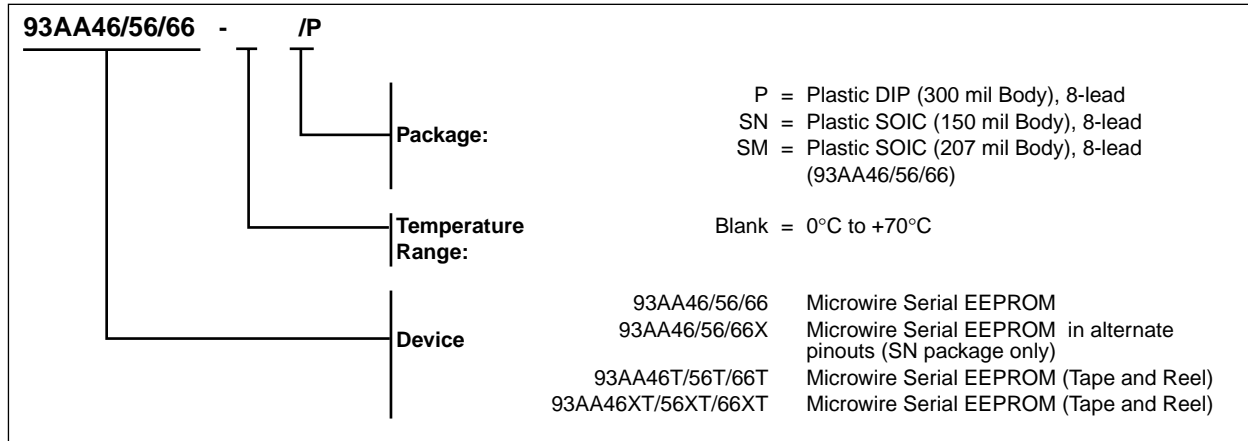 93AA46/56/66 - /P
Package:
P = Plastic DIP (300 mil Body), 8-lead
SN = Plastic SOIC (150 mil Body), 8-lead
SM = Plastic SOIC (207 mil Body), 8-lead
(93AA46/56/66)
Temperature
Range:
Blank = 0°C to +70°C
Device
93AA46/56/66 Microwire Serial EEPROM
93AA46/56/66X Microwire Serial EEPROM in alternate
pinouts (SN package only)
93AA46T/56T/66T Microwire Serial EEPROM (Tape and Reel)
93AA46XT/56XT/66XT Microwire Serial EEPROM (Tape and Reel)